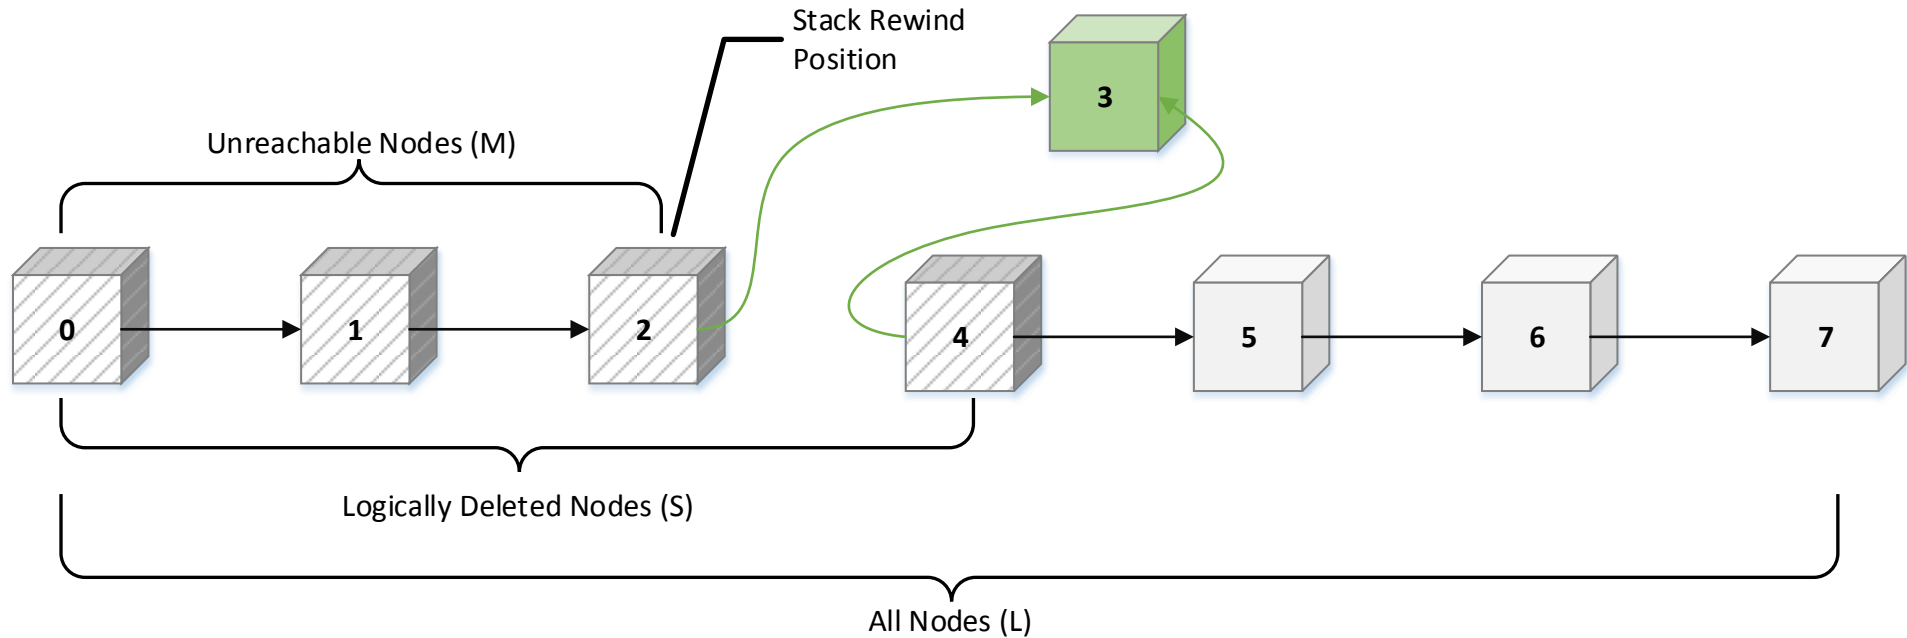 Stack Rewind
Position
3
Unreachable Nodes (M)
0
1
2
4
5
6
7
Logically Deleted Nodes (S)
All Nodes (L)